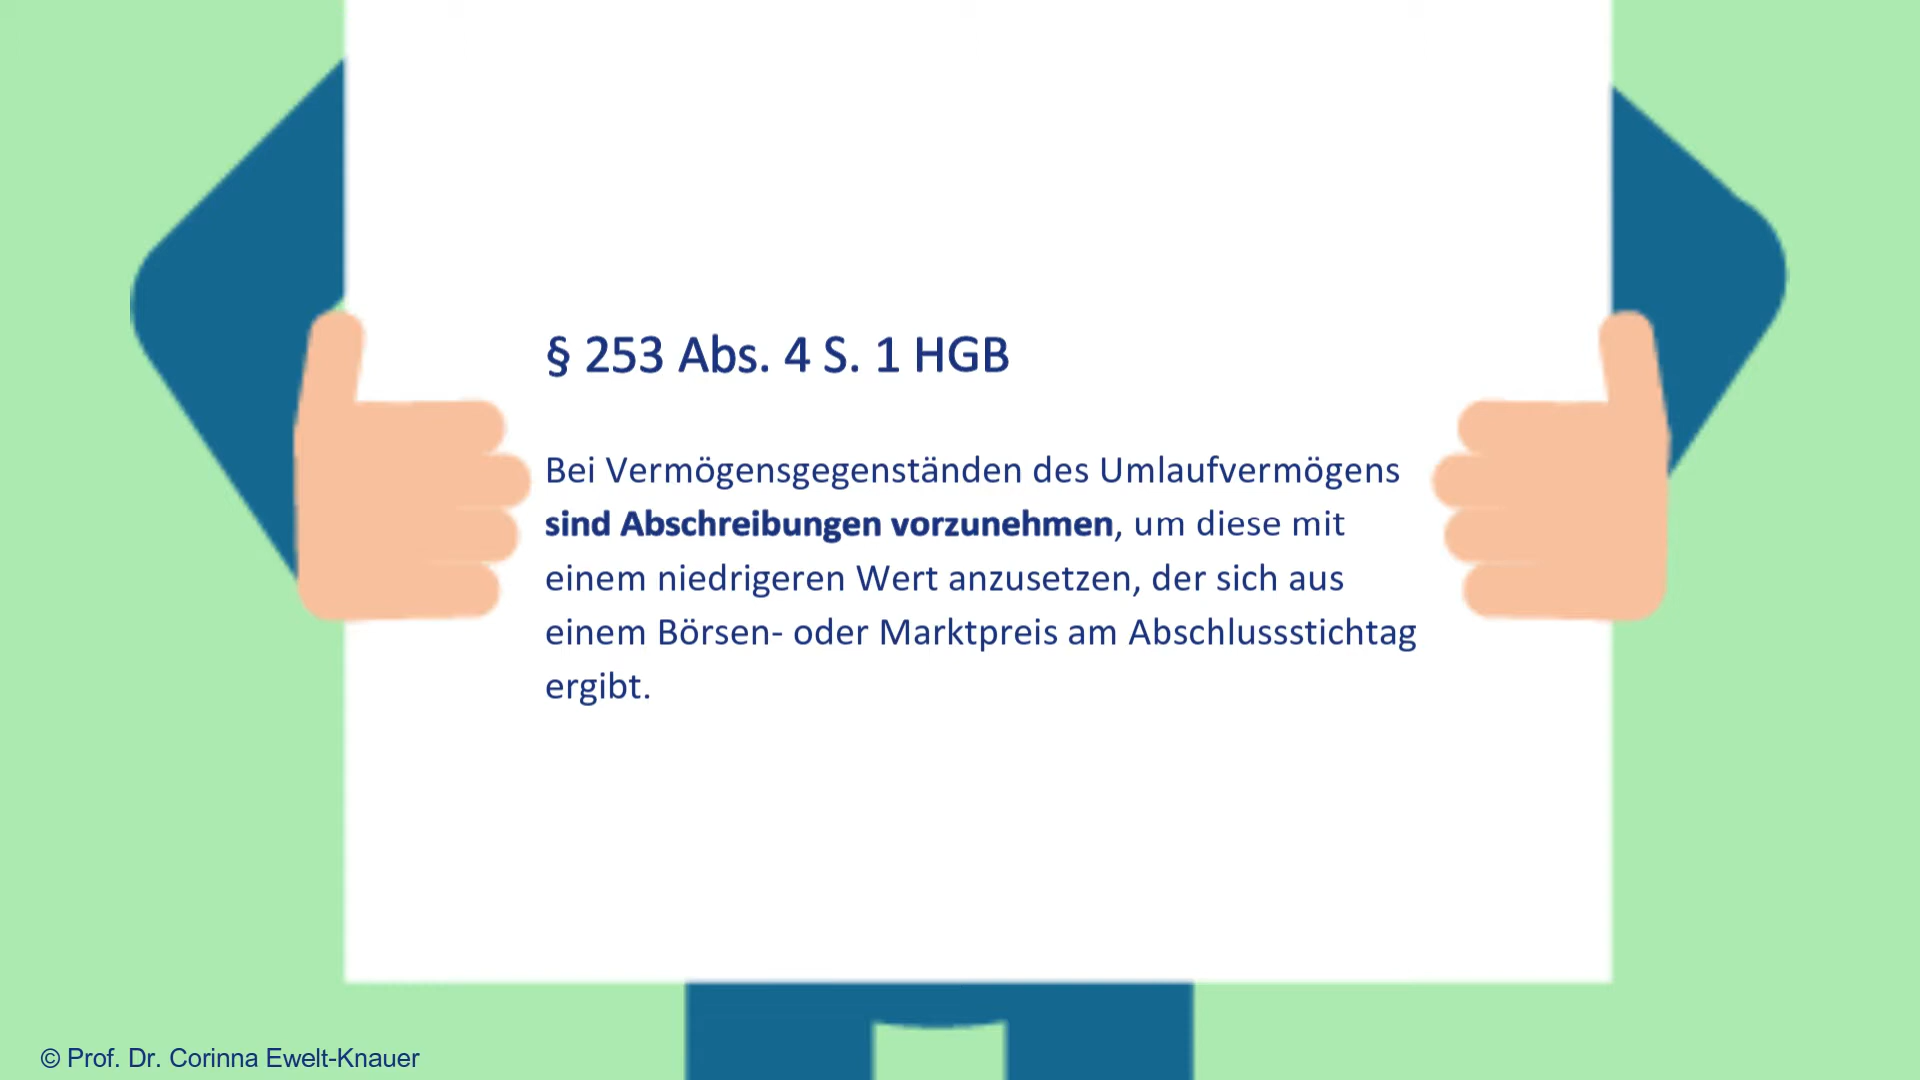 § 253 Abs. 4 S. 1 HGB
Bei Vermögensgegenständen des Umlaufvermögens
sind Abschreibungen vorzunehmen, um diese mit
einem niedrigeren Wert anzusetzen, der sich aus
einem Börsen- oder Marktpreis am Abschlussstichtag
ergibt.
© Prof. Dr. Corinna Ewelt-Knauer